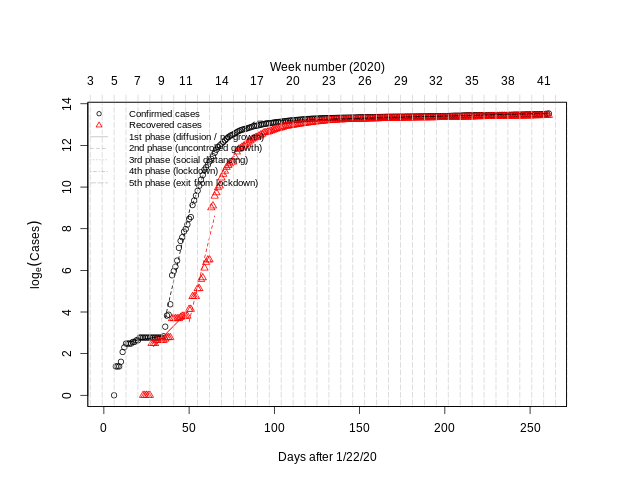 Week number (2020)
3 5 7 9 11 14 17 20 23 26 29 32 35 38 41
14
12
10
8
6
4
2
0
loge(Cases)
Confirmed cases
Recovered cases
1st phase (diffusion / no growth)
2nd phase (uncontrolled growth)
3rd phase (social distancing)
4th phase (lockdown)
5th phase (exit from lockdown)
0 50 100 150 200 250
Days after 1/22/20